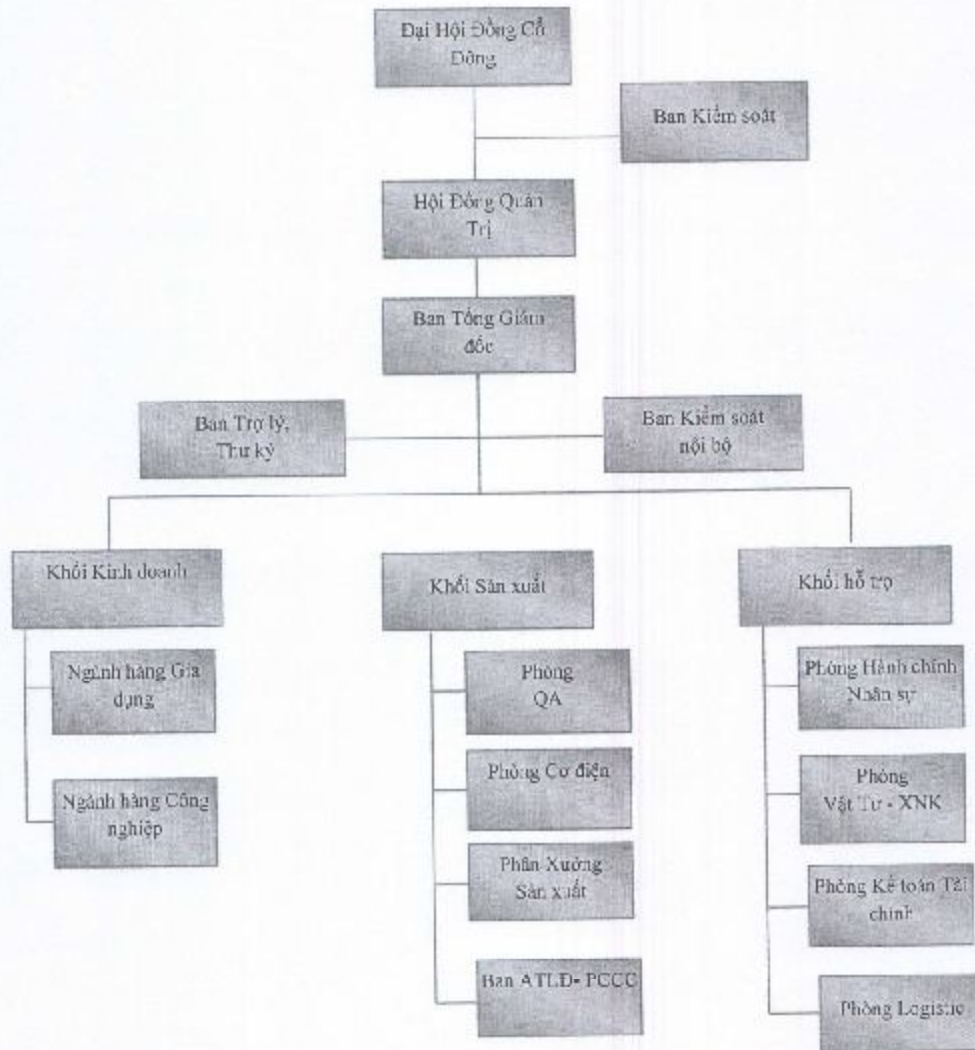 Đại Hội Đồng Cổ
Đông
Ban Kiểm soát
Hội Đồng Quản
Trị
Ban Tổng Giám
đốc
Ban Trợ lý,
Thư ký
Ban Kiểm soát
nội bộ
Khối Kinh doanh
Ngành hàng Gia
dụng
Ngành hàng Công
nghiệp
Khối Sản xuất
Phòng
QA
Phòng Cơ điện
Phân Xưởng
Sản xuất
Ban ATLĐ- PCCC
Khối hỗ trợ
Phòng Hành chính
Nhân sự
Phòng
Vật Tư - XNK
Phòng Kế toán Tài
chính
Phòng Logistic